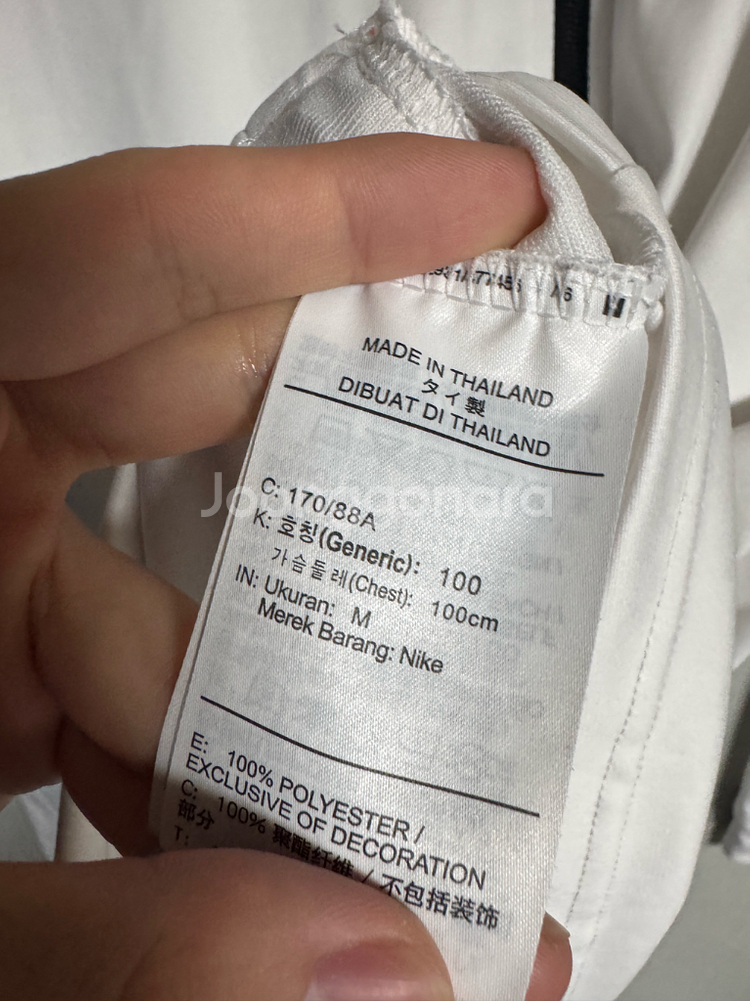 MADE IN THAILAND
タイ製
DIBUAT DI THAILAND
Joongaonara
C: 170/88A
K: 호칭(Generic): 100
가슴둘레(Chest): 100cm
IN: Ukuran: M
Merek Barang: Nike
E: 100% POLYESTER /
EXCLUSIVE OF DECORATION
C: 100% 聚酯纤维 / 不包括装饰
部分
T: